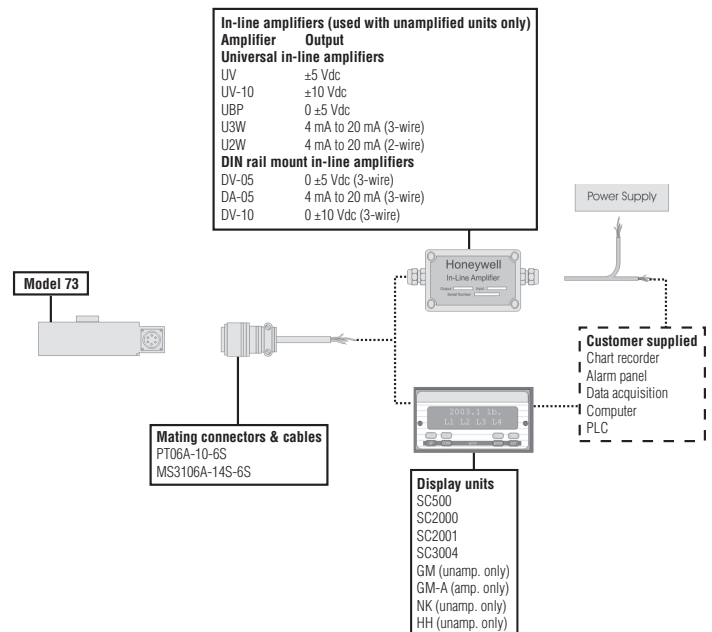 In-line amplifiers (used with unamplified units only)
Amplifier Output
Universal in-line amplifiers
UV ±5 Vdc
UV-10 ±10 Vdc
UBP 0 ±5 Vdc
U3W 4 mA to 20 mA (3-wire)
U2W 4 mA to 20 mA (2-wire)
DIN rail mount in-line amplifiers
DV-05 0 ±5 Vdc (3-wire)
DA-05 4 mA to 20 mA (3-wire)
DV-10 0 ±10 Vdc (3-wire)
Power Supply
Honeywell
In-Line Amplifier
Output Input
Serial Number
Model 73
Customer supplied
Chart recorder
Alarm panel
Data acquisition
Computer
PLC
2003.1 lb.
L1 L2 L3 L4
Mating connectors & cables
PT06A-10-6S
MS3106A-14S-6S
Display units
SC500
SC2000
SC2001
SC3004
GM (unamp. only)
GM-A (amp. only)
NK (unamp. only)
HH (unamp. only)